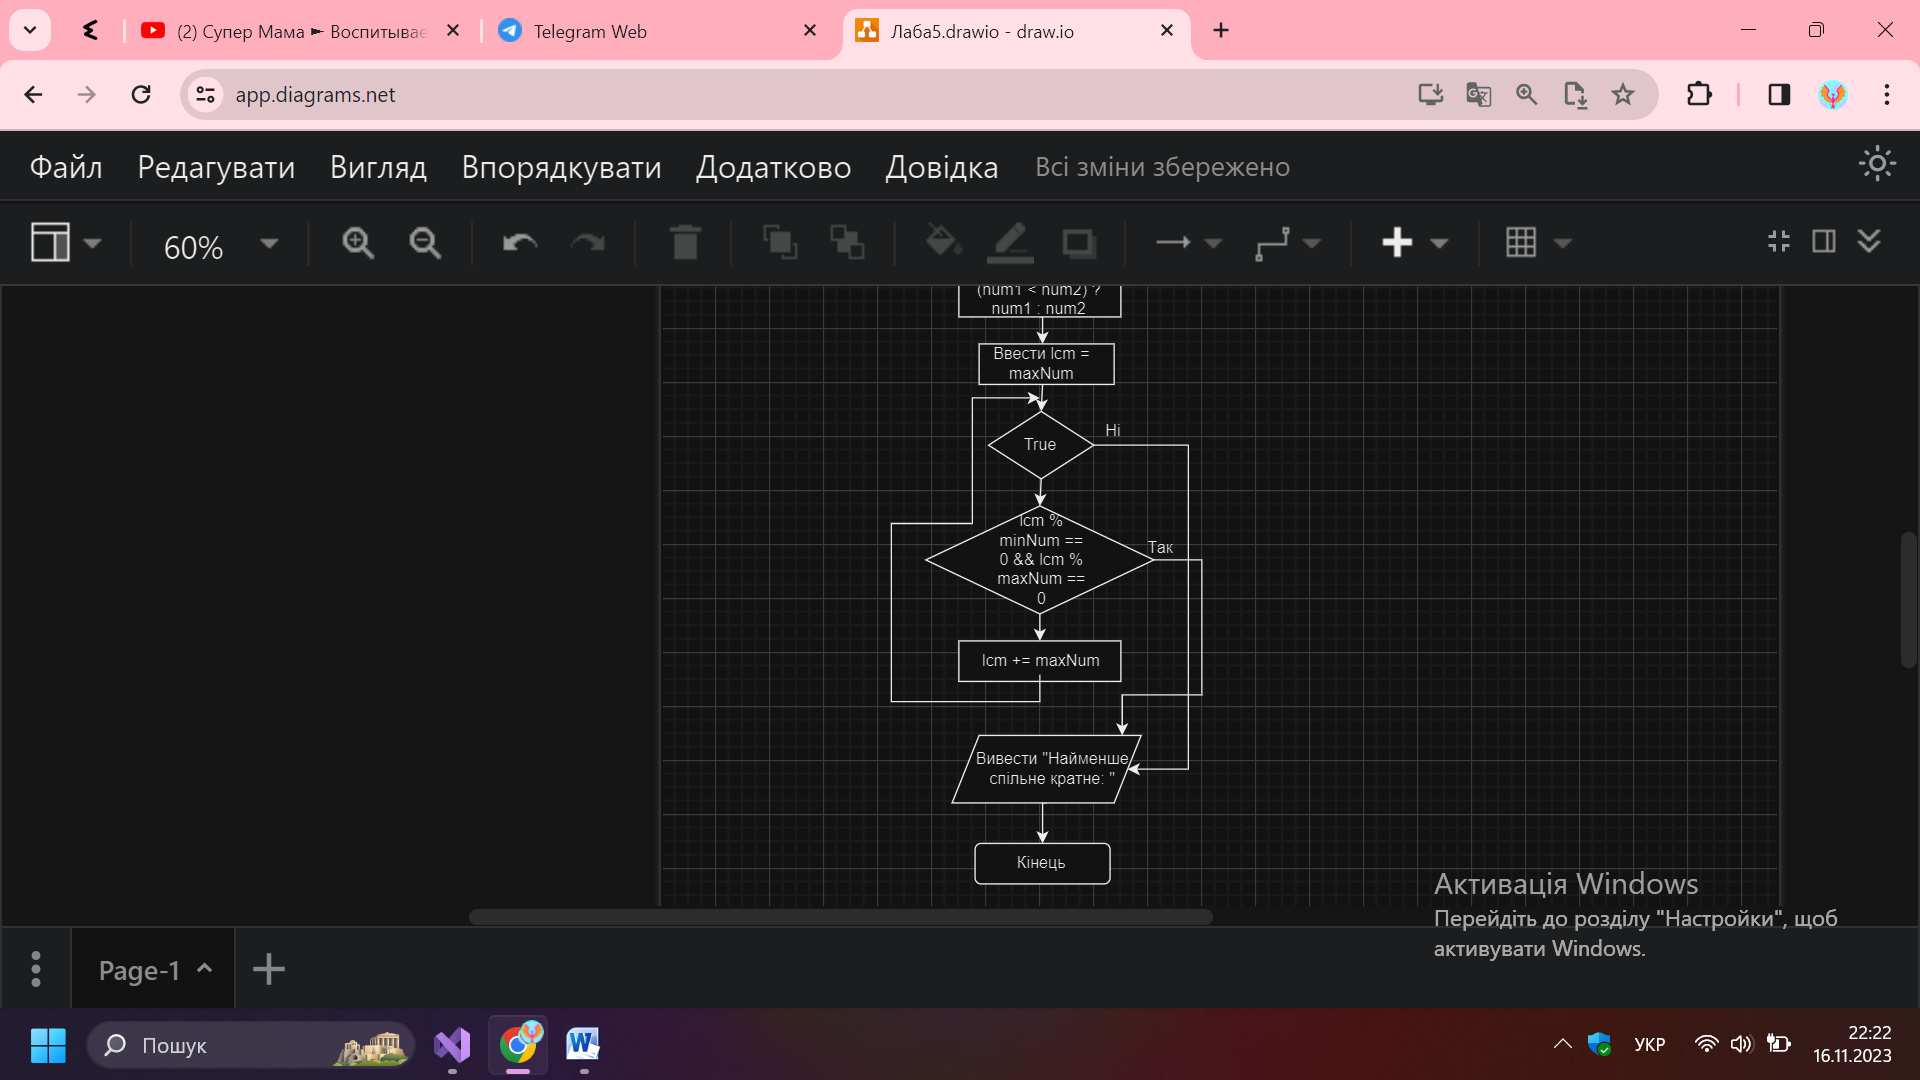 (2) Супер Мама ► Воспитывае
Telegram Web
Лаба5.drawio - draw.io
app.diagrams.net
Файл Редагувати Вигляд Впорядкувати Додатково Довідка Всі зміни збережено
60%
(num1 < num2) ?
num1 : num2
Ввести lcm =
maxNum
True
Ні
lcm %
minNum ==
0 && lcm %
maxNum ==
0
Так
lcm += maxNum
Вивести "Найменше
спільне кратне: "
Кінець
Активація Windows
Перейдіть до розділу "Настройки", щоб
активувати Windows.
Page-1
Пошук
УКР
22:22
16.11.2023